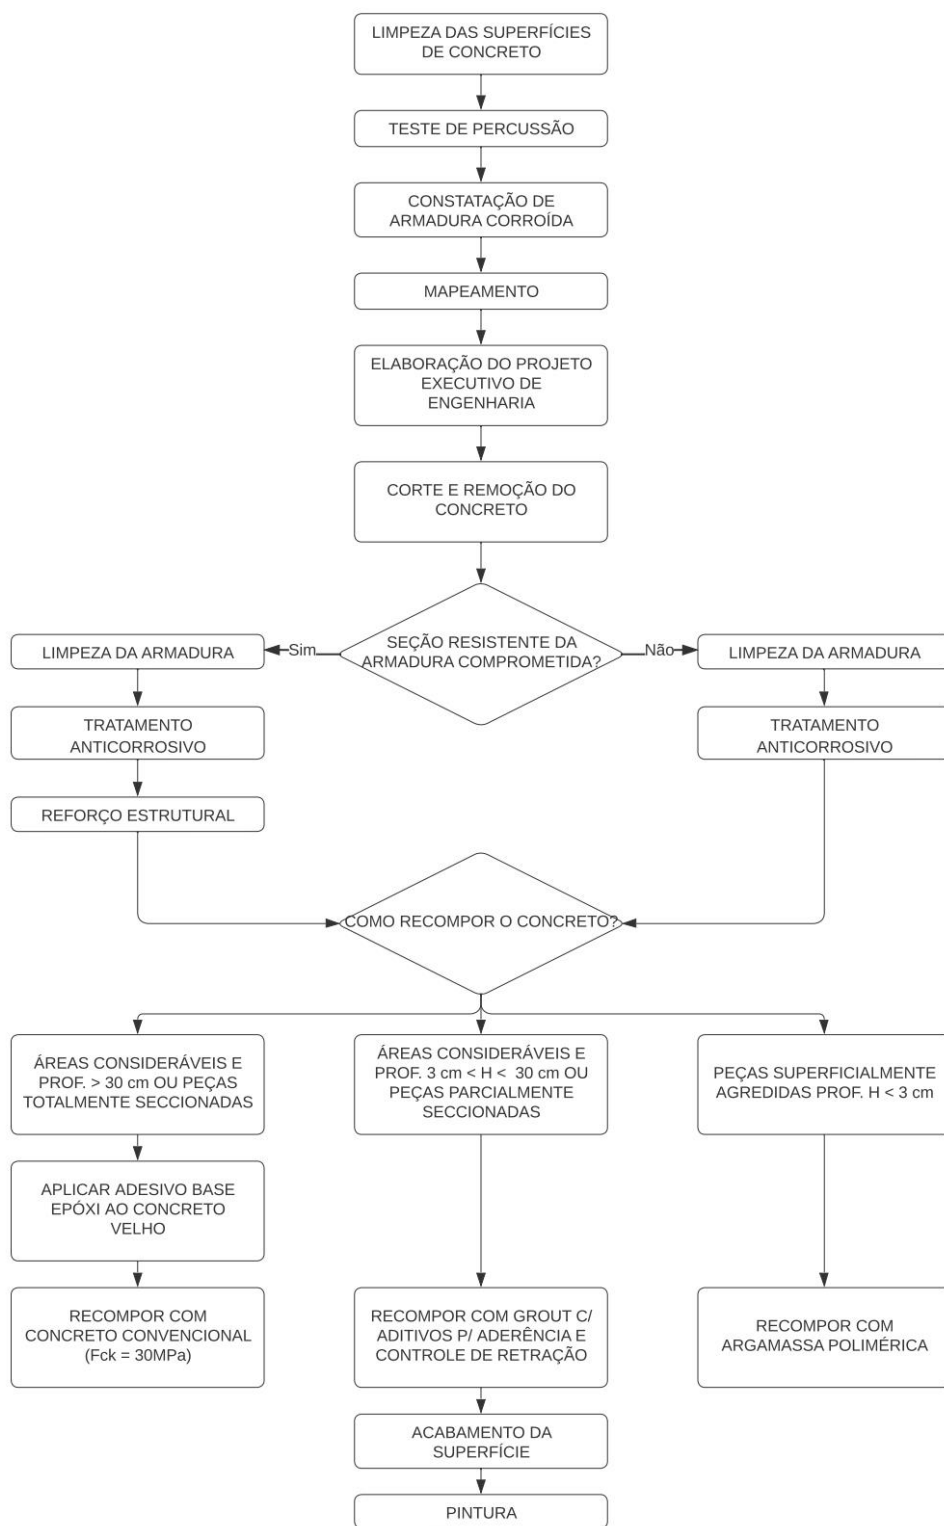 LIMPEZA DAS SUPERFÍCIES
DE CONCRETO
TESTE DE PERCUSSÃO
CONSTATAÇÃO DE
ARMADURA CORROÍDA
MAPEAMENTO
ELABORAÇÃO DO PROJETO
EXECUTIVO DE
ENGENHARIA
CORTE E REMOÇÃO DO
CONCRETO
SEÇÃO RESISTENTE DA
ARMADURA COMPROMETIDA?
Sim
Não
LIMPEZA DA ARMADURA
TRATAMENTO
ANTICORROSIVO
REFORÇO ESTRUTURAL
LIMPEZA DA ARMADURA
TRATAMENTO
ANTICORROSIVO
COMO RECOMPOR O CONCRETO?
ÁREAS CONSIDERÁVEIS E
PROF. > 30 cm OU PEÇAS
TOTALMENTE SECCIONADAS
APLICAR ADESIVO BASE
EPÓXI AO CONCRETO
VELHO
RECOMPOR COM
CONCRETO CONVENCIONAL
(Fck = 30MPa)
ÁREAS CONSIDERÁVEIS E
PROF. 3 cm < H < 30 cm OU
PEÇAS PARCIALMENTE
SECCIONADAS
RECOMPOR COM GROUT C/
ADITIVOS P/ ADERÊNCIA E
CONTROLE DE RETRAÇÃO
ACABAMENTO DA
SUPERFÍCIE
PINTURA
PEÇAS SUPERFICIALMENTE
AGREDIDAS PROF. H < 3 cm
RECOMPOR COM
ARGAMASSA POLIMÉRICA